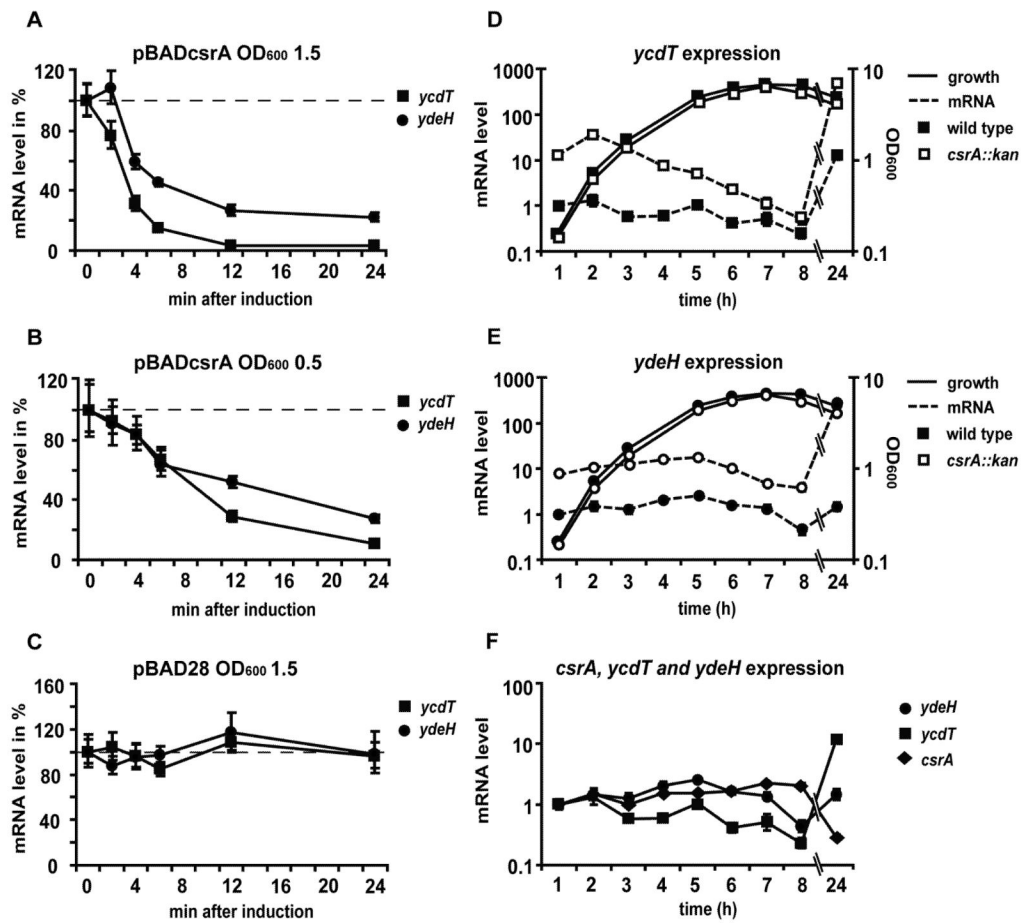 A
pBADcsrA OD600 1.5
mRNA level in %
120
80
40
0
0 4 8 12 16 20 24
min after induction
ycdT
ydeH
B
pBADcsrA OD600 0.5
mRNA level in %
120
80
40
0
0 4 8 12 16 20 24
min after induction
ycdT
ydeH
C
pBAD28 OD600 1.5
mRNA level in %
160
120
80
40
0
0 4 8 12 16 20 24
min after induction
ycdT
ydeH
D
ycdT expression
mRNA level
1000
100
10
1
0.1
10
1
0.1
OD600
1 2 3 4 5 6 7 8 24
time (h)
growth
mRNA
wild type
csrA::kan
E
ydeH expression
mRNA level
1000
100
10
1
0.1
10
1
0.1
OD600
1 2 3 4 5 6 7 8 24
time (h)
growth
mRNA
wild type
csrA::kan
F
csrA, ycdT and ydeH expression
mRNA level
100
10
1
0.1
1 2 3 4 5 6 7 8 24
time (h)
ydeH
ycdT
csrA